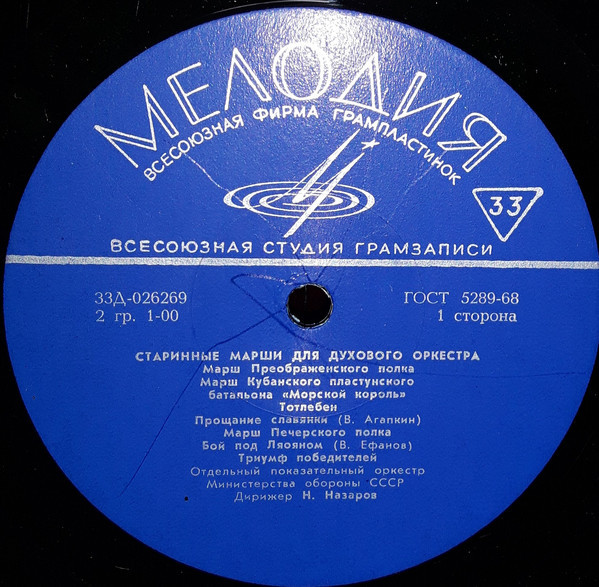 МЕЛОДИЯ
ВСЕСОЮЗНАЯ ФИРМА ГРАМПЛАСТИНОК
33
ВСЕСОЮЗНАЯ СТУДИЯ ГРАМЗАПИСИ
33Д-026269
2 гр. 1-00
ГОСТ 5289-68
1 сторона
СТАРИННЫЕ МАРШИ ДЛЯ ДУХОВОГО ОРКЕСТРА
Марш Преображенского полка
Марш Кубанского пластунского
батальона «Морской король»
Тотлебен
Прощание славянки (В. Агапкин)
Марш Печерского полка
Бой под Ляояном (В. Ефанов)
Триумф победителей
Отдельный показательный оркестр
Министерства обороны СССР
Дирижер Н. Назаров